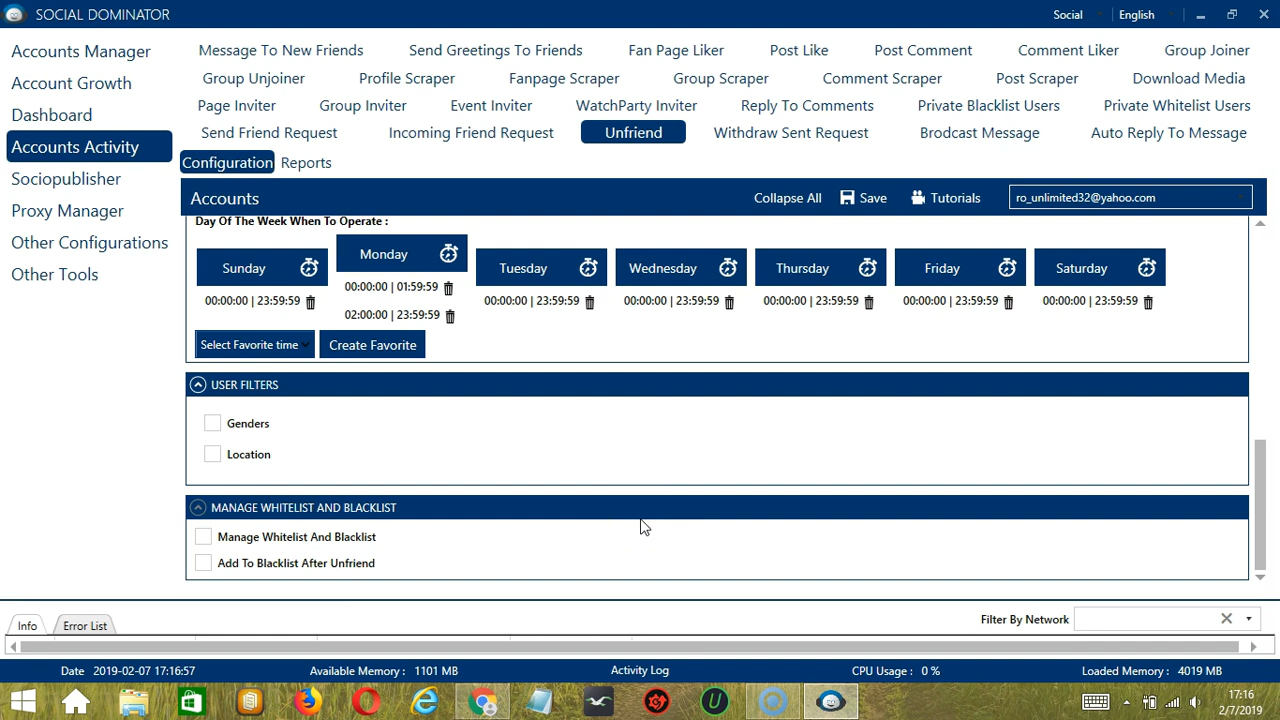 SOCIAL DOMINATOR
Social English
Accounts Manager
Account Growth
Dashboard
Accounts Activity
Sociopublisher
Proxy Manager
Other Configurations
Other Tools
Message To New Friends Send Greetings To Friends Fan Page Liker Post Like Post Comment Comment Liker Group Joiner
Group Unjoiner Profile Scraper Fanpage Scraper Group Scraper Comment Scraper Post Scraper Download Media
Page Inviter Group Inviter Event Inviter WatchParty Inviter Reply To Comments Private Blacklist Users Private Whitelist Users
Send Friend Request Incoming Friend Request Unfriend Withdraw Sent Request Brodcast Message Auto Reply To Message
Configuration Reports
Accounts Collapse All Save Tutorials ro_unlimited32@yahoo.com
Day Of The Week When To Operate :
Sunday Monday Tuesday Wednesday Thursday Friday Saturday
00:00:00 | 23:59:59 00:00:00 | 01:59:59 00:00:00 | 23:59:59 00:00:00 | 23:59:59 00:00:00 | 23:59:59 00:00:00 | 23:59:59 00:00:00 | 23:59:59
02:00:00 | 23:59:59
Select Favorite time Create Favorite
USER FILTERS
Genders
Location
MANAGE WHITELIST AND BLACKLIST
Manage Whitelist And Blacklist
Add To Blacklist After Unfriend
Info Error List Filter By Network
Date 2019-02-07 17:16:57 Available Memory : 1101 MB Activity Log CPU Usage : 0 % Loaded Memory : 4019 MB
17:16
2/7/2019